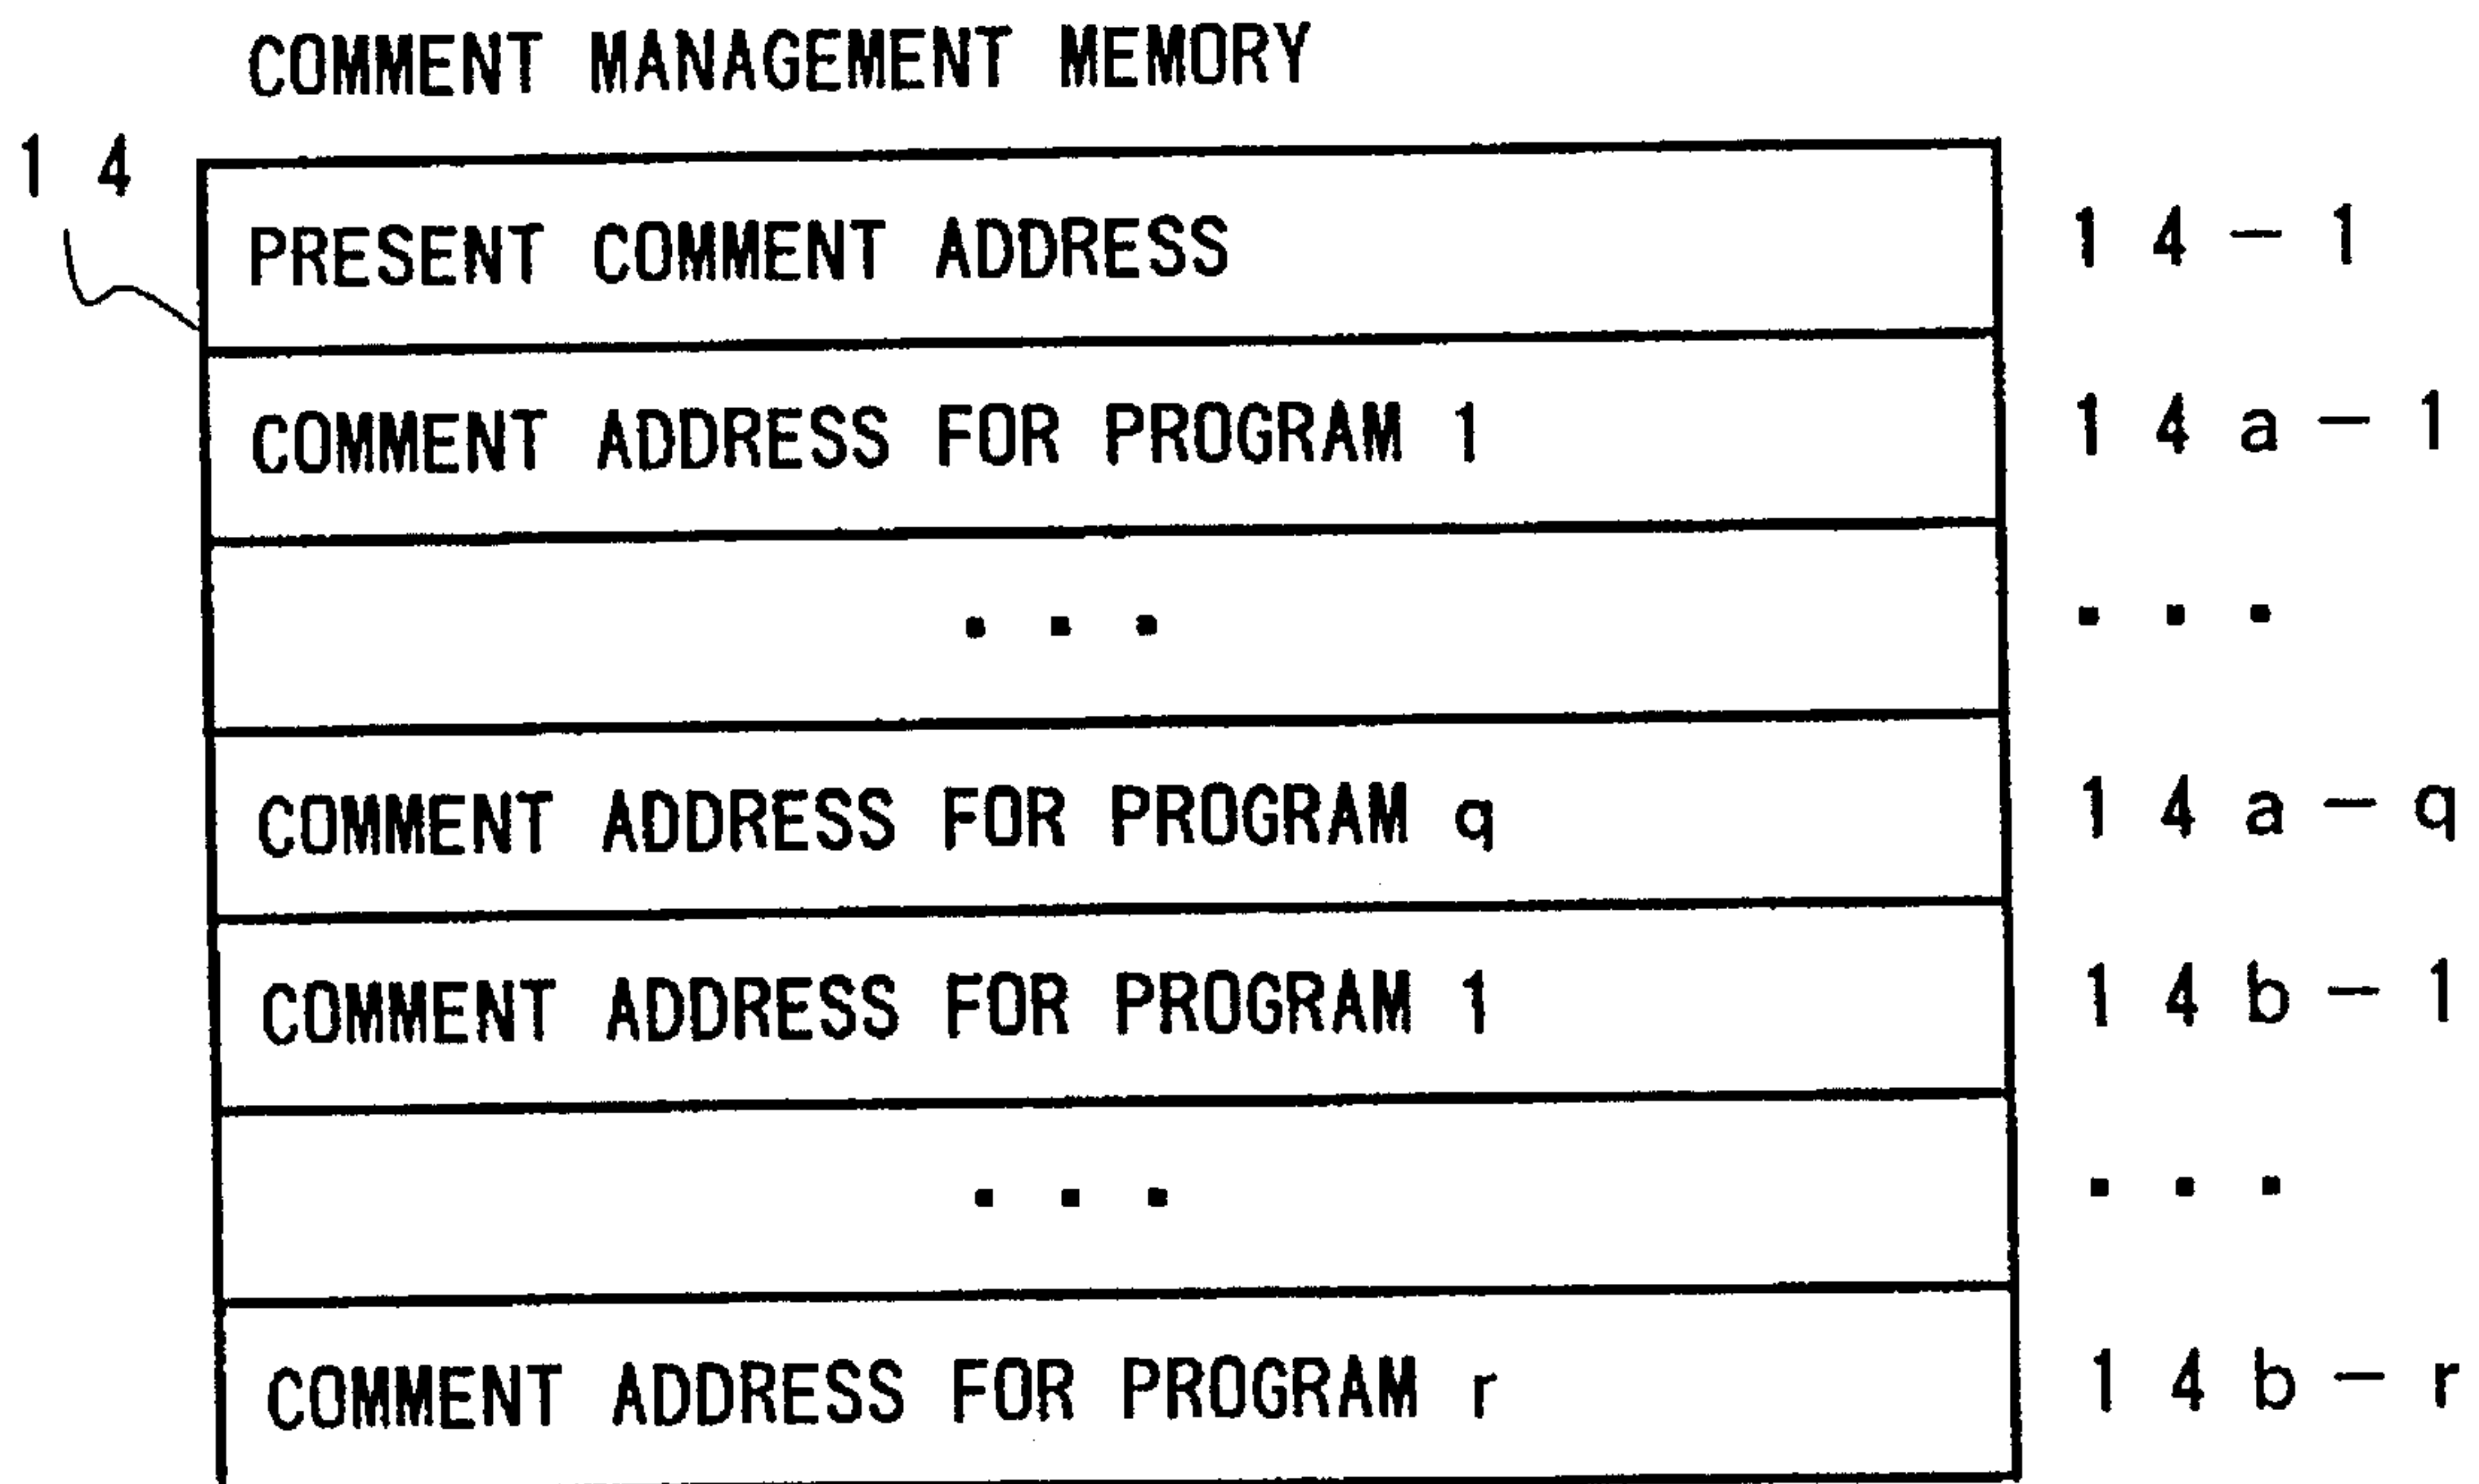 COMMENT MANAGEMENT MEMORY
14
PRESENT COMMENT ADDRESS 14-1
COMMENT ADDRESS FOR PROGRAM 1 14a-1
... ...
COMMENT ADDRESS FOR PROGRAM q 14a-q
COMMENT ADDRESS FOR PROGRAM 1 14b-1
... ...
COMMENT ADDRESS FOR PROGRAM r 14b-r